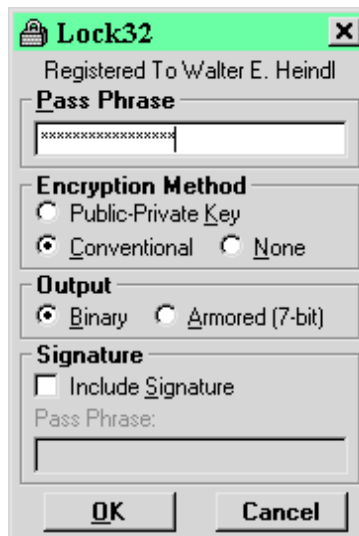 Lock32
Registered To Walter E. Heindl
Pass Phrase
*****************
Encryption Method
Public-Private Key
Conventional None
Output
Binary Armored (7-bit)
Signature
Include Signature
Pass Phrase:
OK Cancel